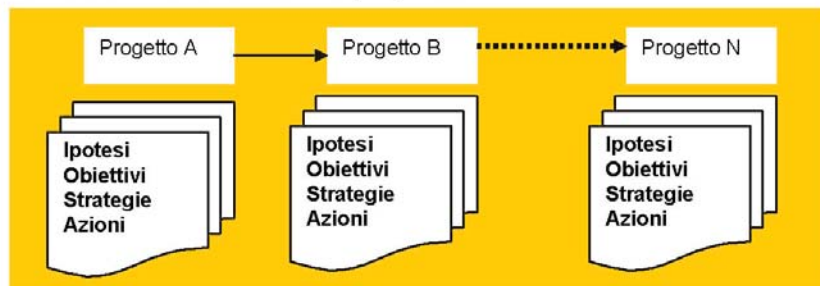 Progetto A
Progetto B
Progetto N
Ipotesi
Obiettivi
Strategie
Azioni
Ipotesi
Obiettivi
Strategie
Azioni
Ipotesi
Obiettivi
Strategie
Azioni